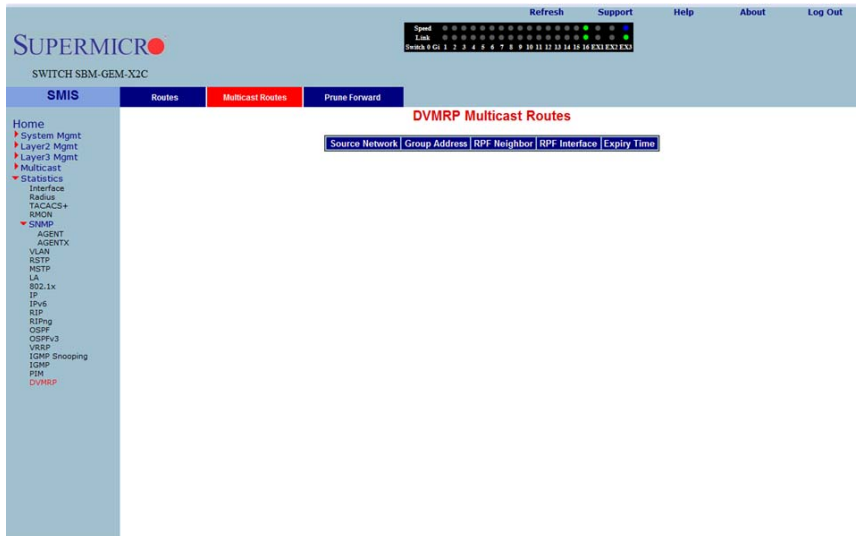 Refresh Support Help About Log Out
Speed
Link
Switch 0 Gi 1 2 3 4 5 6 7 8 9 10 11 12 13 14 15 16 EX1 EX2 EX3
SUPERMICRO
SWITCH SBM-GEM-X2C
SMIS
Routes Multicast Routes Prune Forward
DVMRP Multicast Routes
Source Network Group Address RPF Neighbor RPF Interface Expiry Time
Home
System Mgmt
Layer2 Mgmt
Layer3 Mgmt
Multicast
Statistics
Interface
Radius
TACACS+
RMON
SNMP
AGENT
AGENTX
VLAN
RSTP
MSTP
LA
802.1x
IP
IPv6
RIP
RIPng
OSPF
OSPFv3
VRRP
IGMP Snooping
IGMP
PIM
DVMRP